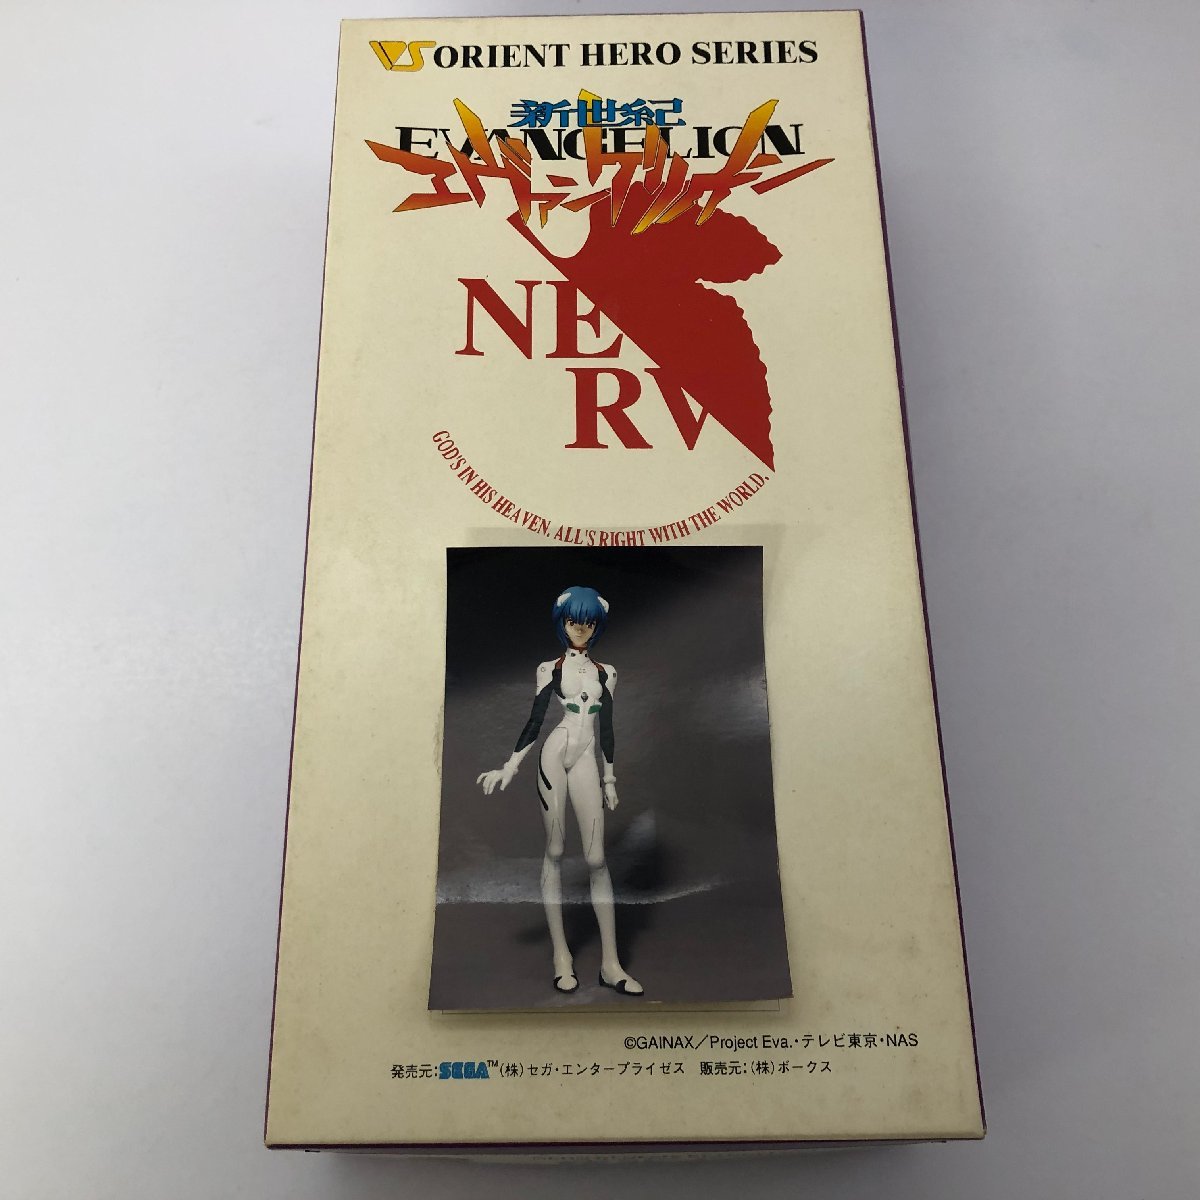 VS ORIENT HERO SERIES
新世紀
EVANGELION
エヴァンゲリオン
NERV
GOD'S IN HIS HEAVEN. ALL'S RIGHT WITH THE WORLD.
©GAINAX／Project Eva.・テレビ東京・NAS
発売元:SEGA™(株)セガ・エンタープライゼス 販売元:(株)ボークス